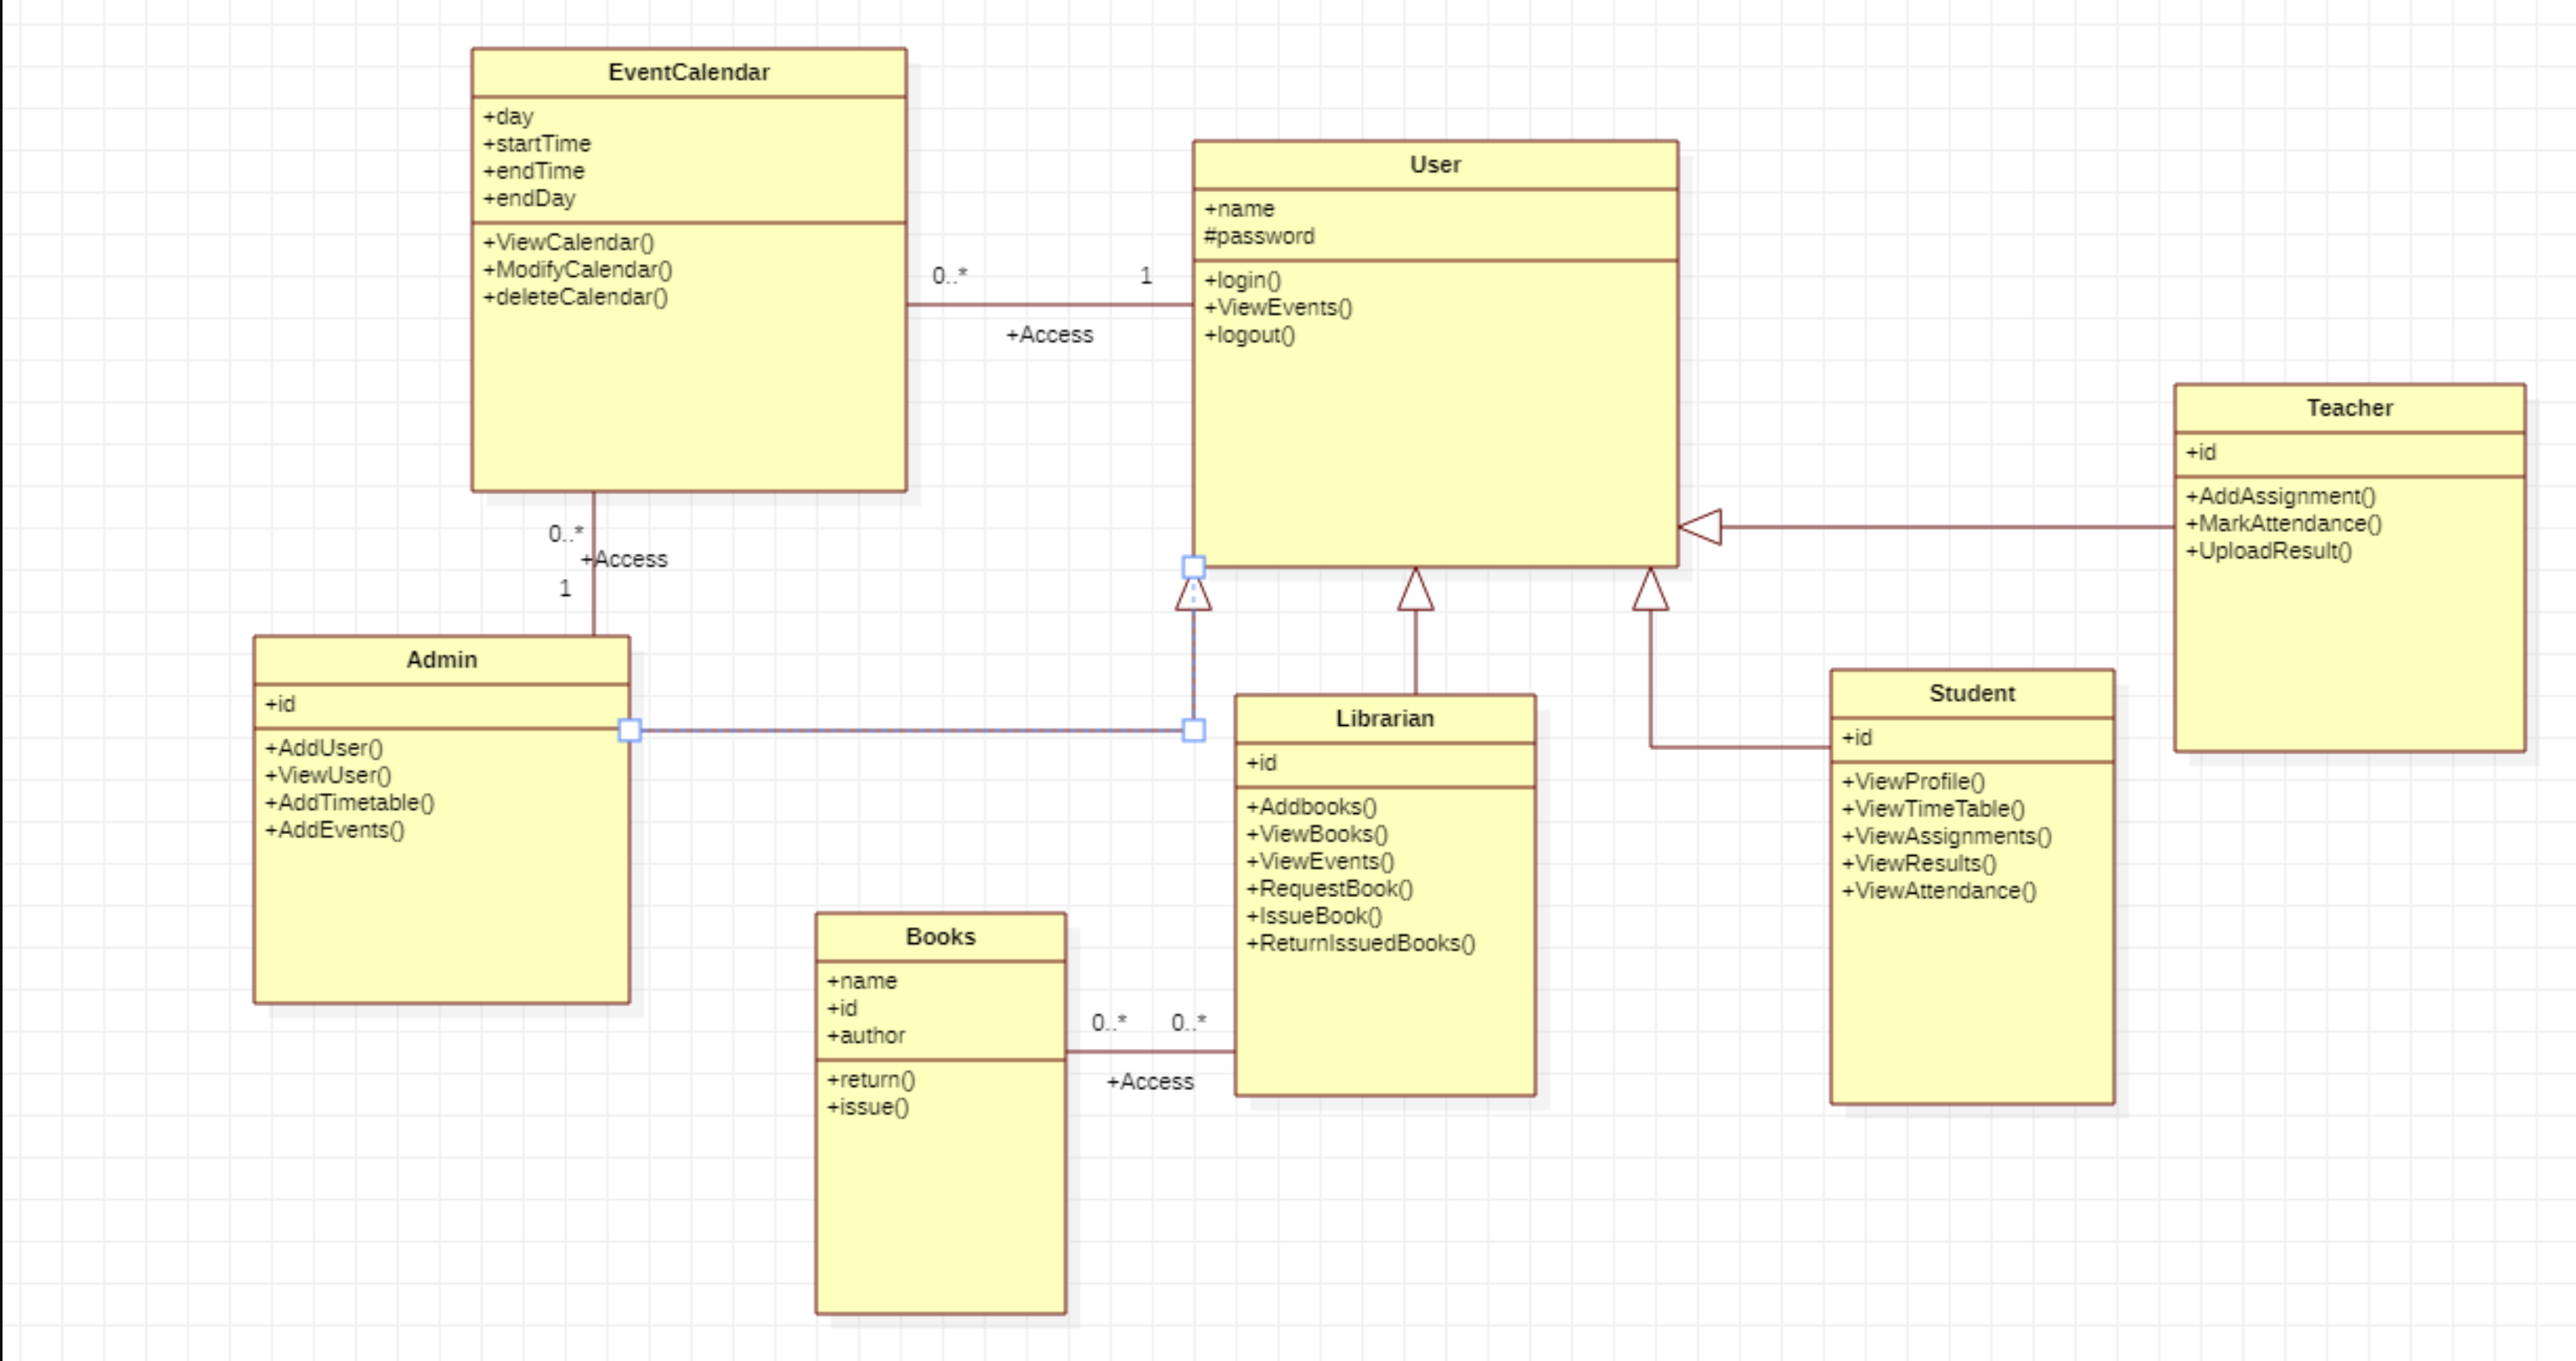 EventCalendar
+day
+startTime
+endTime
+endDay
+ViewCalendar()
+ModifyCalendar()
+deleteCalendar()
0..*
1
+Access
User
+name
#password
+login()
+ViewEvents()
+logout()
Teacher
+id
+AddAssignment()
+MarkAttendance()
+UploadResult()
0..*
+Access
1
Admin
+id
+AddUser()
+ViewUser()
+AddTimetable()
+AddEvents()
Librarian
+id
+Addbooks()
+ViewBooks()
+ViewEvents()
+RequestBook()
+IssueBook()
+ReturnIssuedBooks()
Student
+id
+ViewProfile()
+ViewTimeTable()
+ViewAssignments()
+ViewResults()
+ViewAttendance()
Books
+name
+id
+author
+return()
+issue()
0..*
0..*
+Access